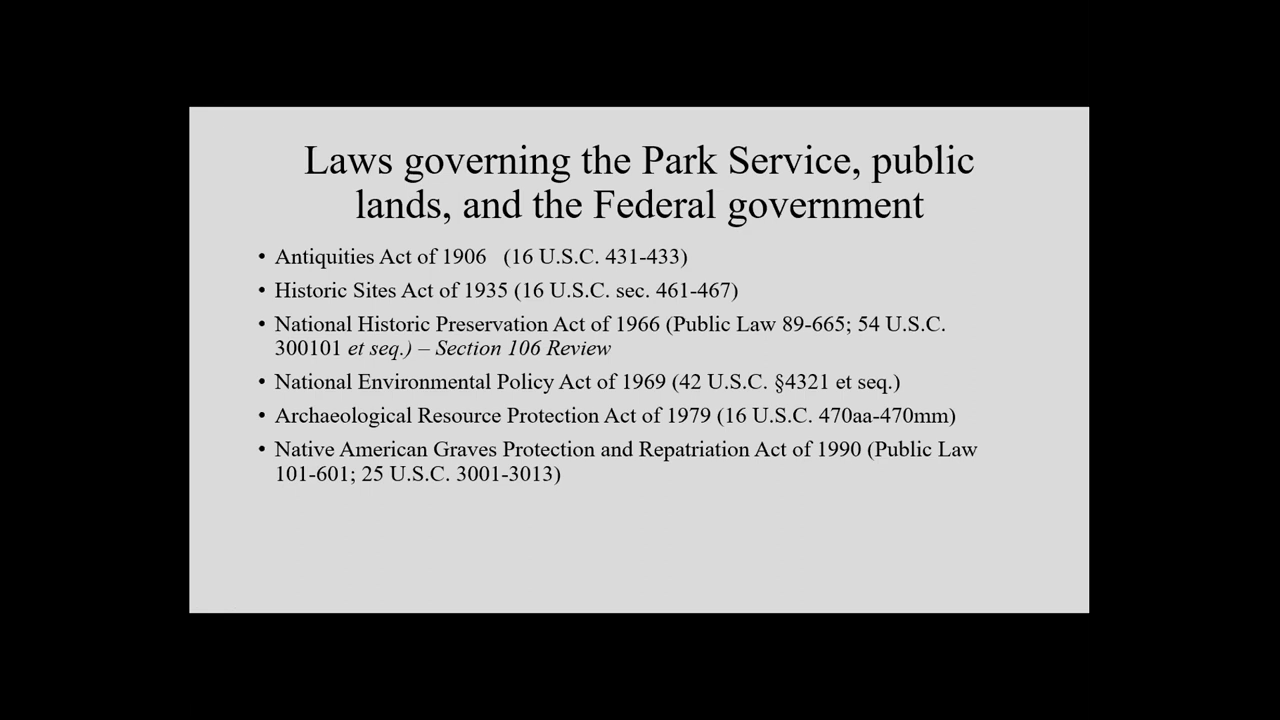 Laws governing the Park Service, public
lands, and the Federal government
• Antiquities Act of 1906   (16 U.S.C. 431-433)
• Historic Sites Act of 1935 (16 U.S.C. sec. 461-467)
• National Historic Preservation Act of 1966 (Public Law 89-665; 54 U.S.C.
300101 et seq.) – Section 106 Review
• National Environmental Policy Act of 1969 (42 U.S.C. §4321 et seq.)
• Archaeological Resource Protection Act of 1979 (16 U.S.C. 470aa-470mm)
• Native American Graves Protection and Repatriation Act of 1990 (Public Law
101-601; 25 U.S.C. 3001-3013)